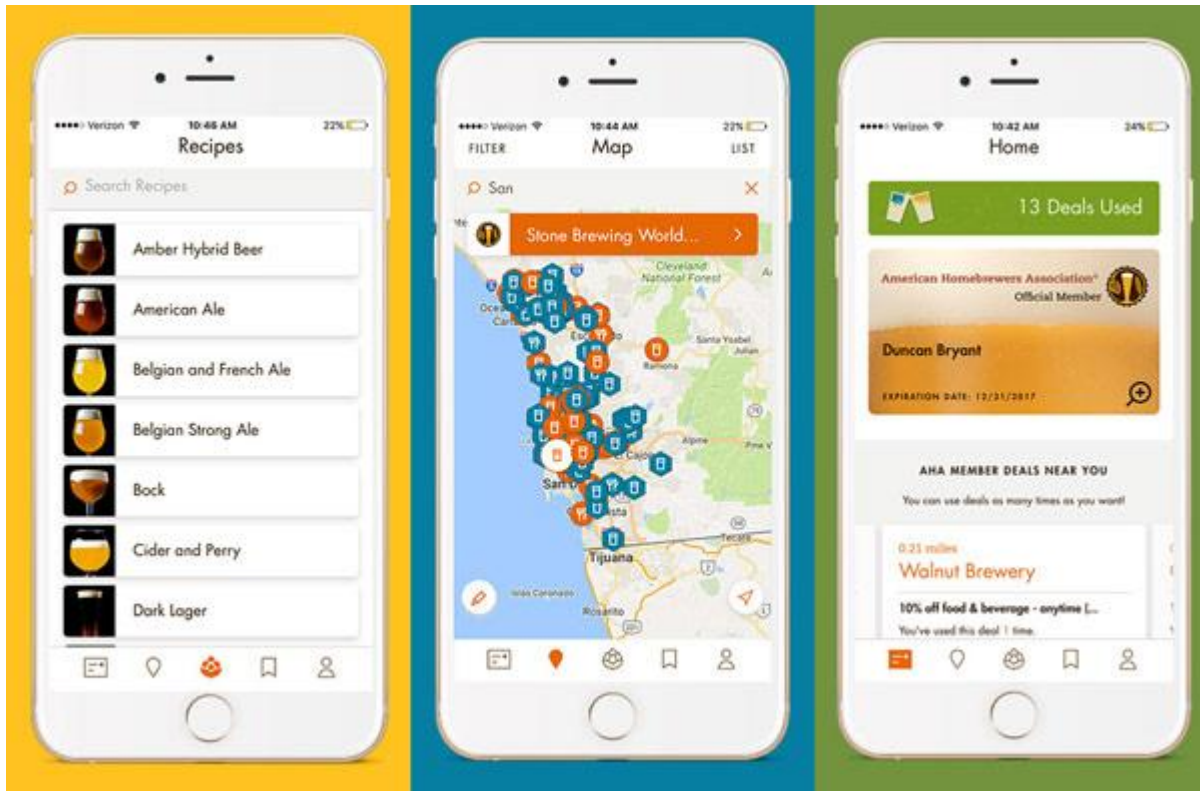 Verizon
10:46 AM
22%
Recipes
Search Recipes
Amber Hybrid Beer
American Ale
Belgian and French Ale
Belgian Strong Ale
Bock
Cider and Perry
Dark Lager
Verizon
10:44 AM
22%
FILTER
Map
LIST
San
Stone Brewing World...
Cleveland
National Forest
Santa Ysabel
Julian
Ramona
Alpine
Tecate
Tijuana
Islas Coronado
Rosarito
Verizon
10:42 AM
24%
Home
13 Deals Used
American Homebrewers Association®
Official Member
Duncan Bryant
EXPIRATION DATE: 12/31/2017
AHA MEMBER DEALS NEAR YOU
You can use deals as many times as you want!
0.21 miles
Walnut Brewery
10% off food & beverage - anytime (...
You've used this deal 1 time.